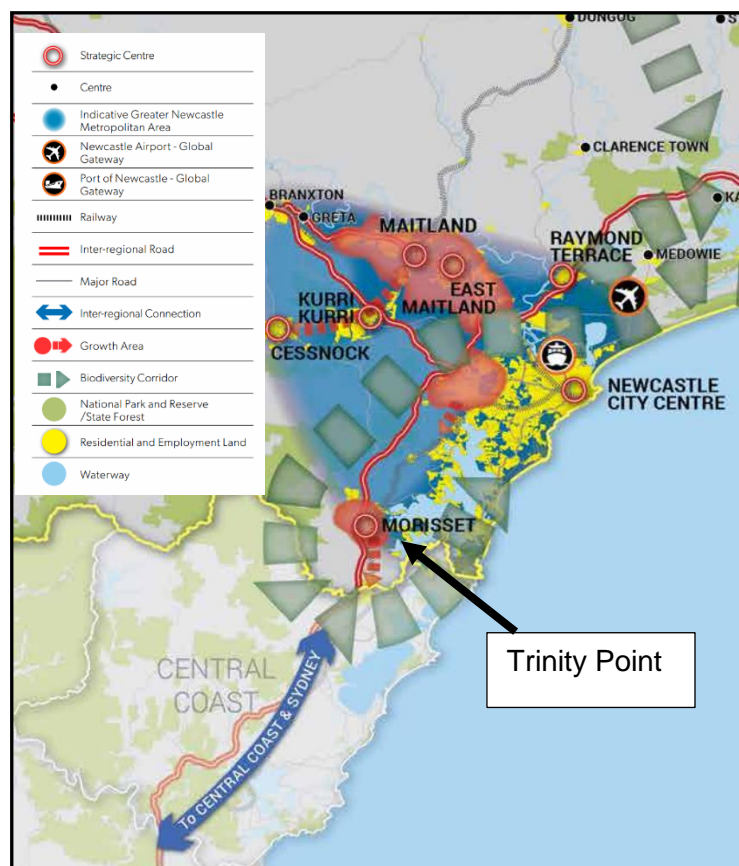 Strategic Centre
Centre
Indicative Greater Newcastle
Metropolitan Area
Newcastle Airport - Global
Gateway
Port of Newcastle - Global
Gateway
Railway
Inter-regional Road
Major Road
Inter-regional Connection
Growth Area
Biodiversity Corridor
National Park and Reserve
/State Forest
Residential and Employment Land
Waterway
DUNGOG
S
CLARENCE TOWN
BRANXTON
GRETA
KA
MAITLAND
RAYMOND
TERRACE
MEDOWIE
EAST
MAITLAND
KURRI
KURRI
CESSNOCK
NEWCASTLE
CITY CENTRE
MORISSET
Trinity Point
CENTRAL
COAST
To CENTRAL COAST & SYDNEY